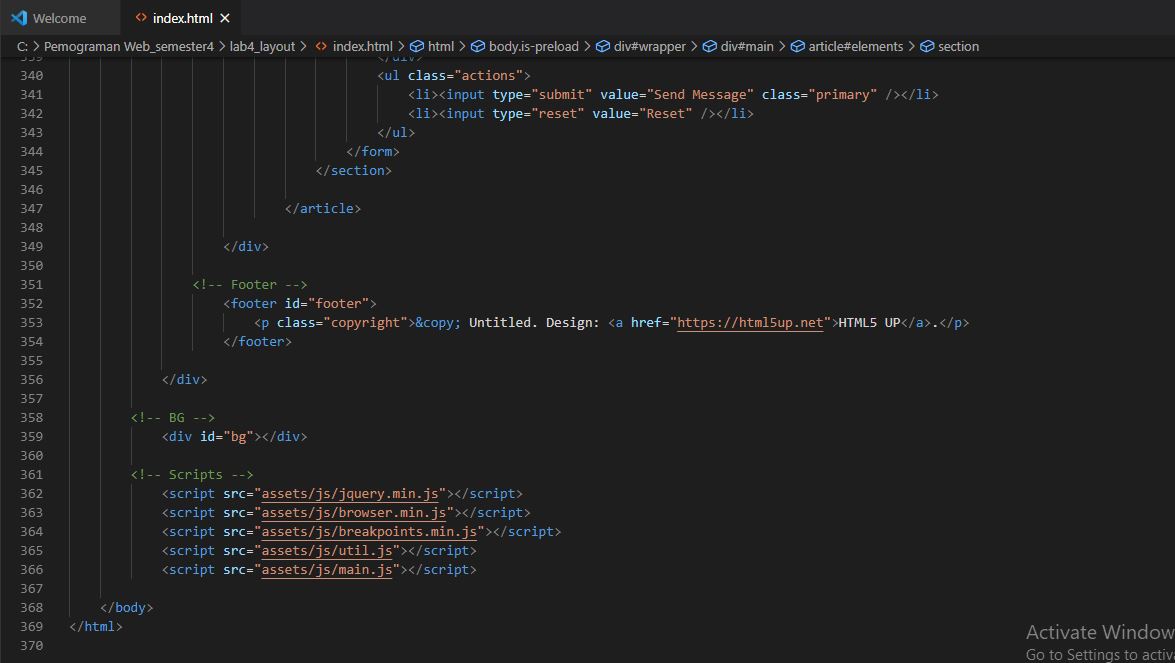 Welcome
index.html
C: > Pemograman Web_semester4 > lab4_layout > index.html > html > body.is-preload > div#wrapper > div#main > article#elements > section
339 </div>
340 <ul class="actions">
341 <li><input type="submit" value="Send Message" class="primary" /></li>
342 <li><input type="reset" value="Reset" /></li>
343 </ul>
344 </form>
345 </section>
346
347 </article>
348
349 </div>
350
351 <!-- Footer -->
352 <footer id="footer">
353 <p class="copyright">&copy; Untitled. Design: <a href="https://html5up.net">HTML5 UP</a>.</p>
354 </footer>
355
356 </div>
357
358 <!-- BG -->
359 <div id="bg"></div>
360
361 <!-- Scripts -->
362 <script src="assets/js/jquery.min.js"></script>
363 <script src="assets/js/browser.min.js"></script>
364 <script src="assets/js/breakpoints.min.js"></script>
365 <script src="assets/js/util.js"></script>
366 <script src="assets/js/main.js"></script>
367
368 </body>
369 </html>
370
Activate Window
Go to Settings to activ